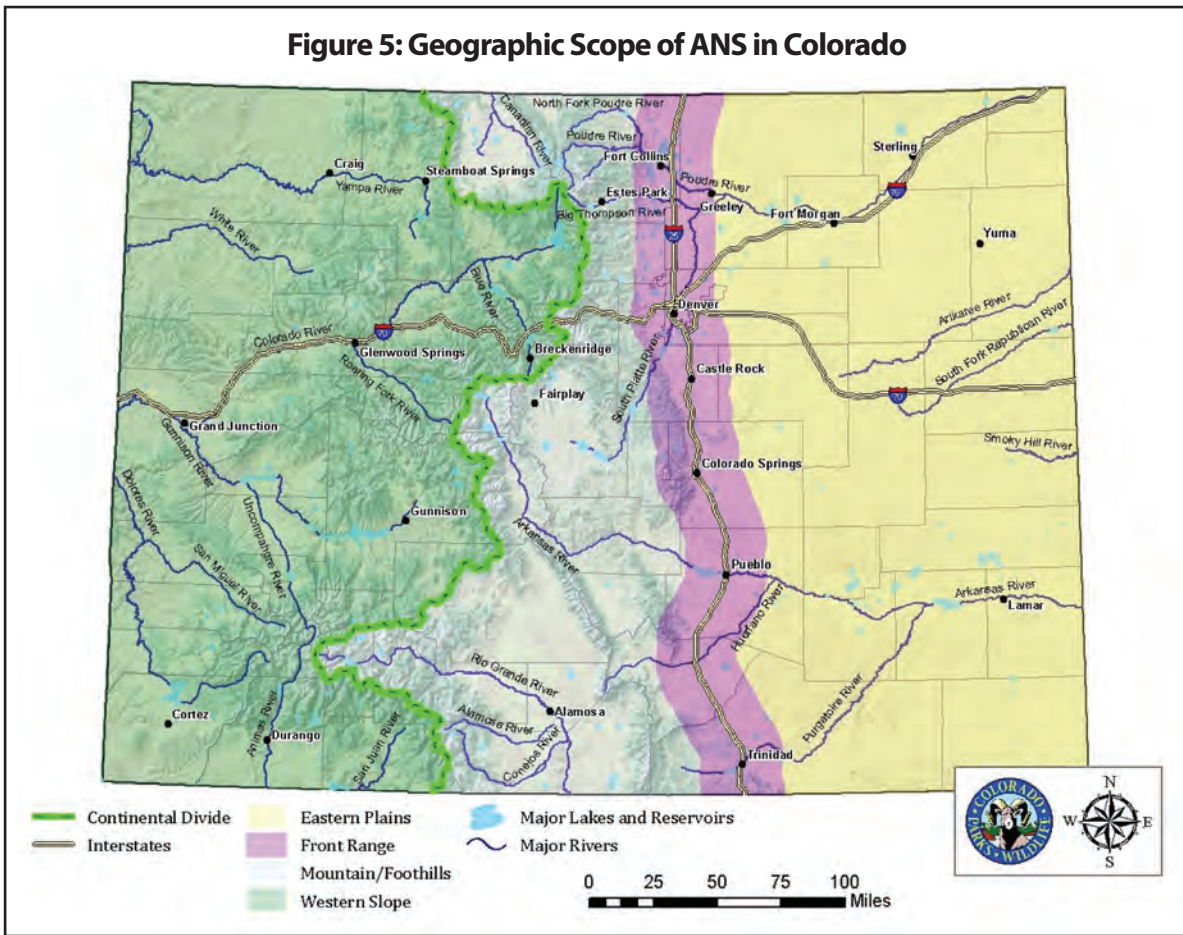 Figure 5: Geographic Scope of ANS in Colorado
North Fork Poudre River
Canadian River
Poudre River
Sterling
Craig
Fort Collins
Steamboat Springs
Yampa River
Poudre River
Estes Park
Greeley
Big Thompson River
Fort Morgan
White River
25
Yuma
Blue River
Denver
Arikaree River
Colorado River
70
South Fork Republican River
Glenwood Springs
Breckenridge
Castle Rock
Roaring Fork River
Fairplay
South Platte River
70
Grand Junction
Smoky Hill River
Gunnison River
Colorado Springs
Dolores River
Uncompahgre River
Gunnison
Arkansas River
San Miguel River
Pueblo
Arkansas River
Lamar
Huerfano River
Rio Grande River
Purgatoire River
Cortez
Alamosa
Alamosa River
Animas River
Durango
San Juan River
Conejos River
Trinidad
Continental Divide
Interstates
Eastern Plains
Front Range
Mountain/Foothills
Western Slope
Major Lakes and Reservoirs
Major Rivers
0 25 50 75 100
Miles
COLORADO
PARKS • WILDLIFE
N
W E
S